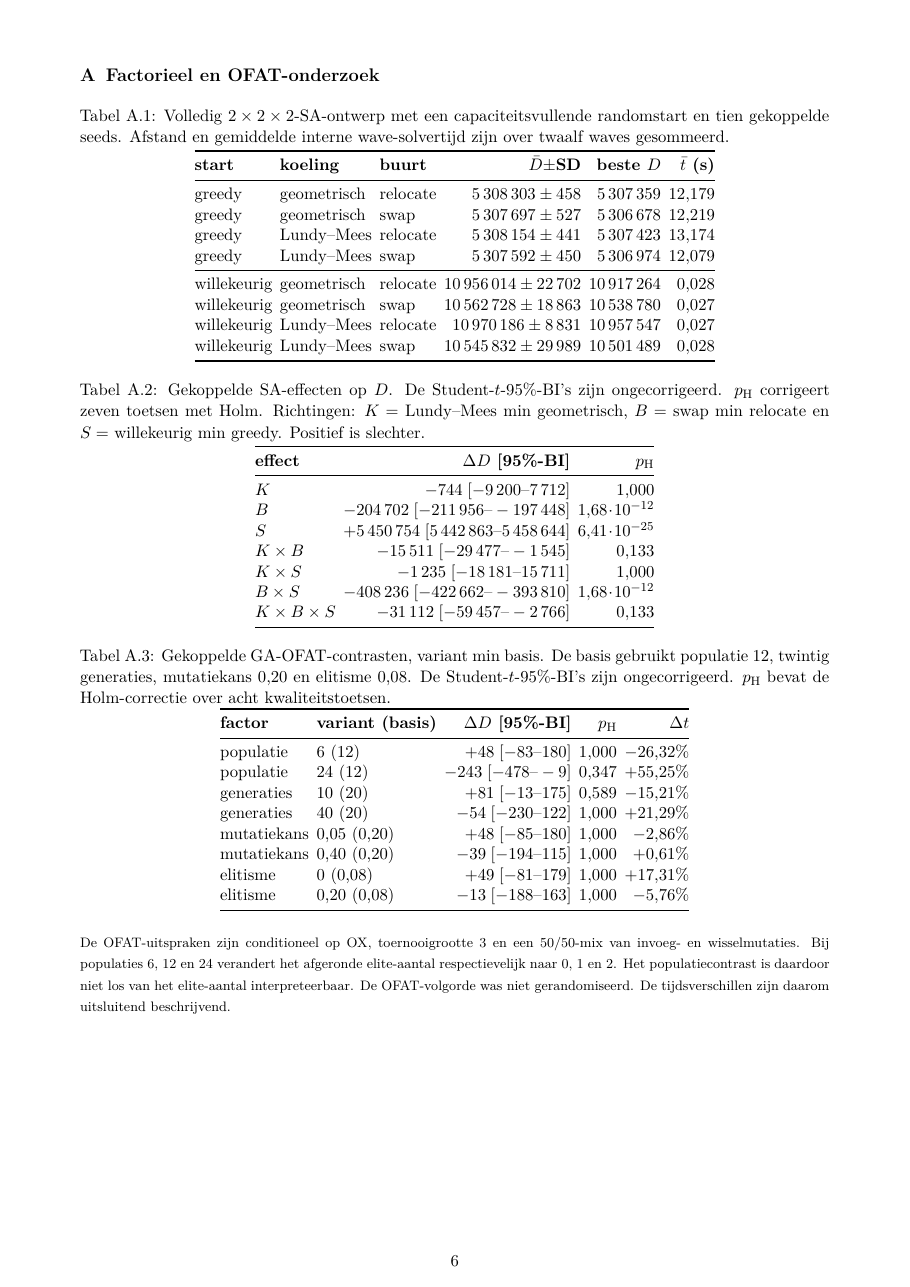 A Factorieel en OFAT-onderzoek
Tabel A.1: Volledig 2 × 2 × 2-SA-ontwerp met een capaciteitsvullende randomstart en tien gekoppelde
seeds. Afstand en gemiddelde interne wave-solvertijd zijn over twaalf waves gesommeerd.
start koeling buurt D̄±SD beste D t̄ (s)
greedy geometrisch relocate 5 308 303 ± 458 5 307 359 12,179
greedy geometrisch swap 5 307 697 ± 527 5 306 678 12,219
greedy Lundy–Mees relocate 5 308 154 ± 441 5 307 423 13,174
greedy Lundy–Mees swap 5 307 592 ± 450 5 306 974 12,079
willekeurig geometrisch relocate 10 956 014 ± 22 702 10 917 264 0,028
willekeurig geometrisch swap 10 562 728 ± 18 863 10 538 780 0,027
willekeurig Lundy–Mees relocate 10 970 186 ± 8 831 10 957 547 0,027
willekeurig Lundy–Mees swap 10 545 832 ± 29 989 10 501 489 0,028
Tabel A.2: Gekoppelde SA-effecten op D. De Student-t-95%-BI's zijn ongecorrigeerd. pH corrigeert
zeven toetsen met Holm. Richtingen: K = Lundy–Mees min geometrisch, B = swap min relocate en
S = willekeurig min greedy. Positief is slechter.
effect ΔD [95%-BI] pH
K −744 [−9 200–7 712] 1,000
B −204 702 [−211 956– − 197 448] 1,68·10⁻¹²
S +5 450 754 [5 442 863–5 458 644] 6,41·10⁻²⁵
K × B −15 511 [−29 477– − 1 545] 0,133
K × S −1 235 [−18 181–15 711] 1,000
B × S −408 236 [−422 662– − 393 810] 1,68·10⁻¹²
K × B × S −31 112 [−59 457– − 2 766] 0,133
Tabel A.3: Gekoppelde GA-OFAT-contrasten, variant min basis. De basis gebruikt populatie 12, twintig
generaties, mutatiekans 0,20 en elitisme 0,08. De Student-t-95%-BI's zijn ongecorrigeerd. pH bevat de
Holm-correctie over acht kwaliteitstoetsen.
factor variant (basis) ΔD [95%-BI] pH Δt
populatie 6 (12) +48 [−83–180] 1,000 −26,32%
populatie 24 (12) −243 [−478– − 9] 0,347 +55,25%
generaties 10 (20) +81 [−13–175] 0,589 −15,21%
generaties 40 (20) −54 [−230–122] 1,000 +21,29%
mutatiekans 0,05 (0,20) +48 [−85–180] 1,000 −2,86%
mutatiekans 0,40 (0,20) −39 [−194–115] 1,000 +0,61%
elitisme 0 (0,08) +49 [−81–179] 1,000 +17,31%
elitisme 0,20 (0,08) −13 [−188–163] 1,000 −5,76%
De OFAT-uitspraken zijn conditioneel op OX, toernooigrootte 3 en een 50/50-mix van invoeg- en wisselmutaties. Bij
populaties 6, 12 en 24 verandert het afgeronde elite-aantal respectievelijk naar 0, 1 en 2. Het populatiecontrast is daardoor
niet los van het elite-aantal interpreteerbaar. De OFAT-volgorde was niet gerandomiseerd. De tijdsverschillen zijn daarom
uitsluitend beschrijvend.
6